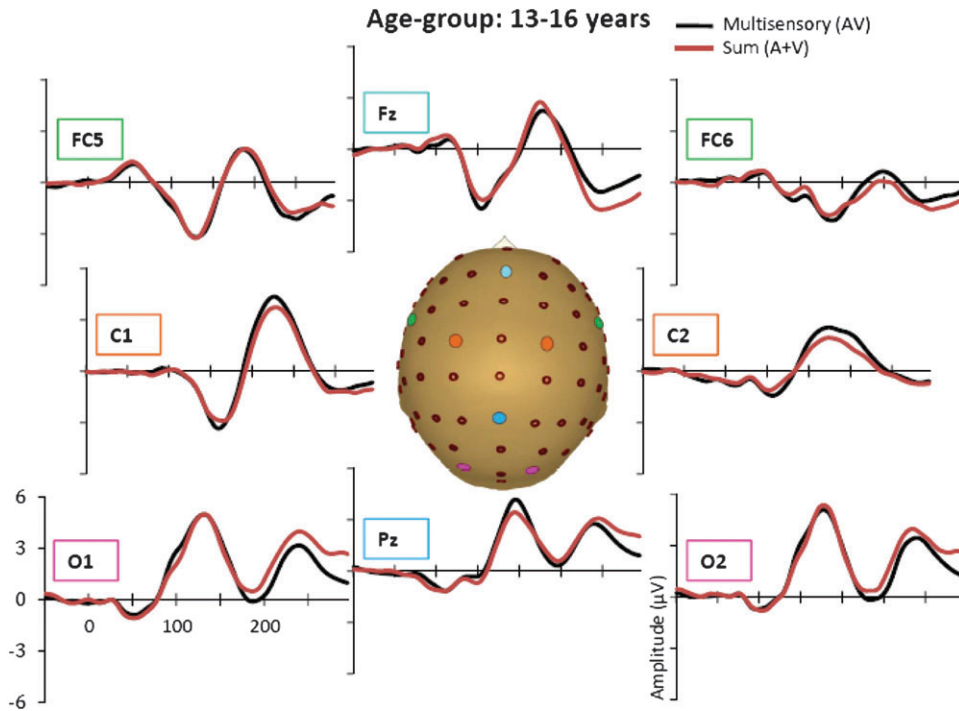 Age-group: 13-16 years
Multisensory (AV)
Sum (A+V)
FC5
Fz
FC6
C1
C2
6
3
0
-3
-6
O1
0
100
200
Pz
O2
Amplitude (µV)